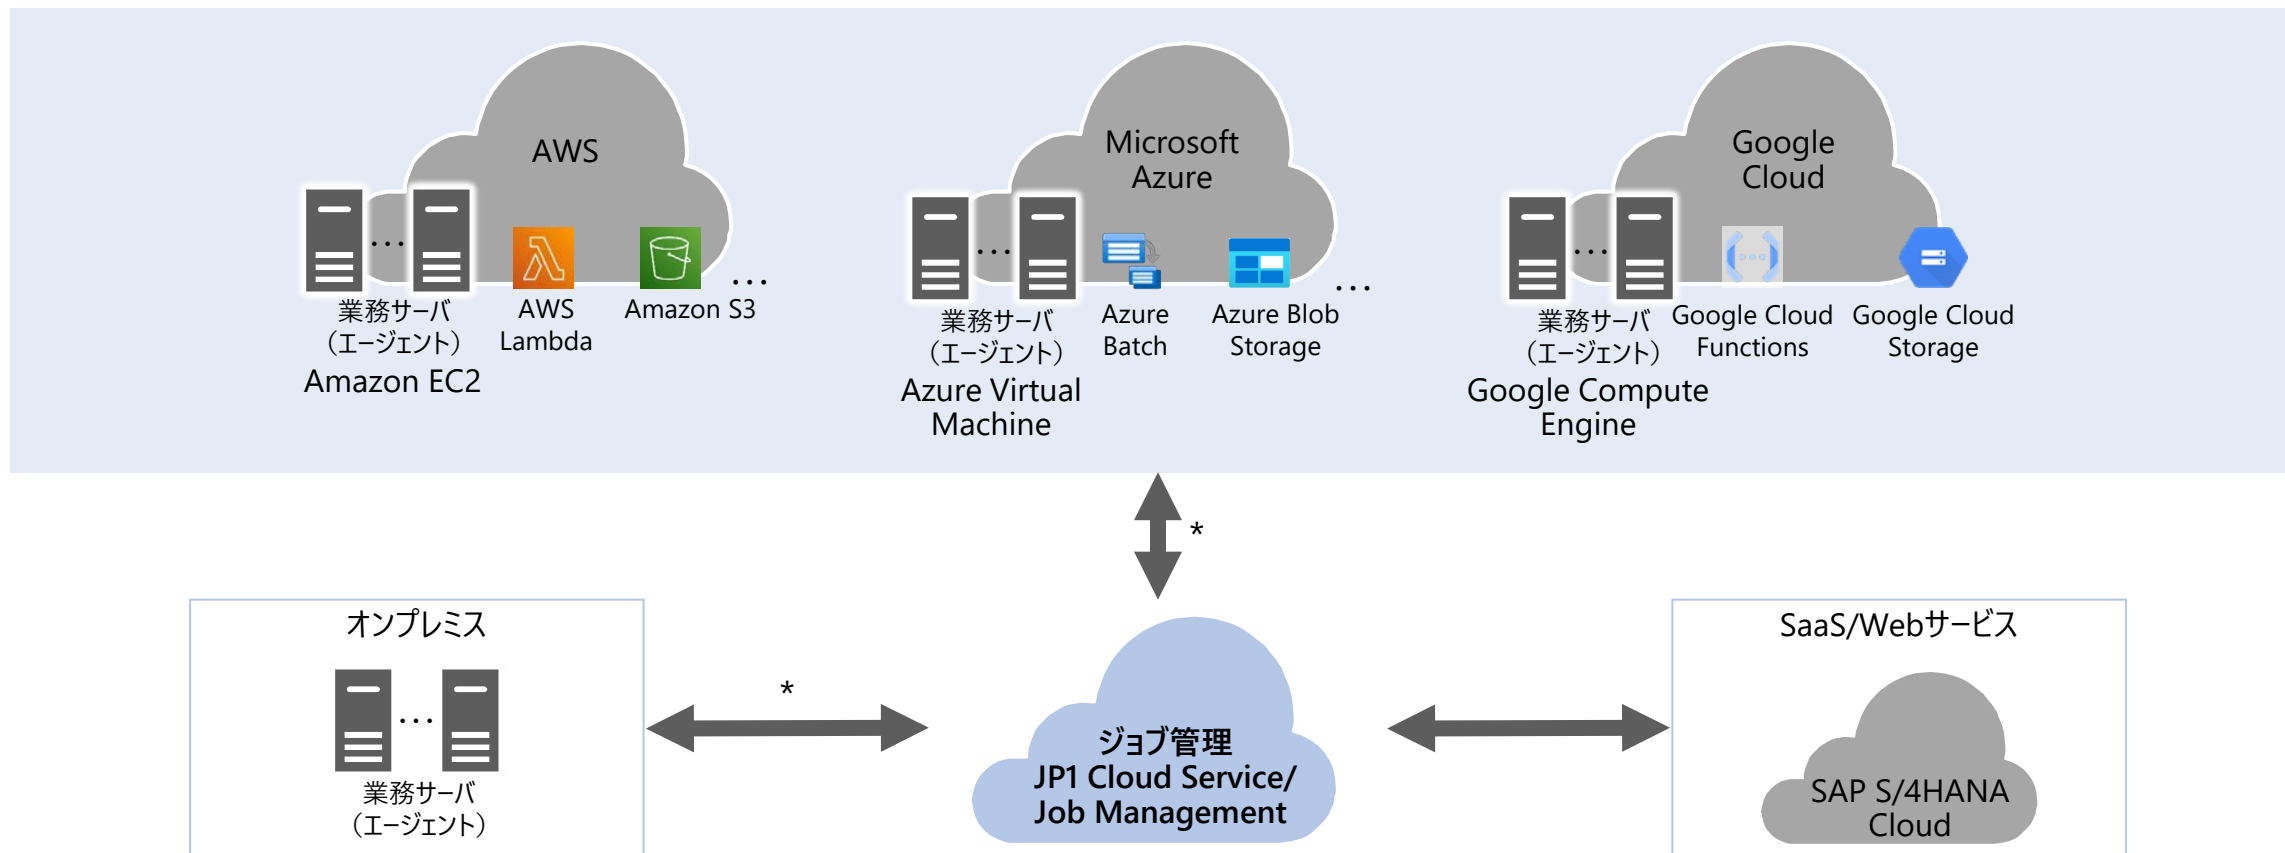 AWS
…
業務サーバ
（エージェント）
Amazon EC2
AWS
Lambda
Amazon S3
…
Microsoft
Azure
…
業務サーバ
（エージェント）
Azure Virtual
Machine
Azure
Batch
Azure Blob
Storage
…
Google
Cloud
…
業務サーバ
（エージェント）
Google Compute
Engine
Google Cloud
Functions
Google Cloud
Storage
*
オンプレミス
…
業務サーバ
（エージェント）
*
ジョブ管理
JP1 Cloud Service/
Job Management
SaaS/Webサービス
SAP S/4HANA
Cloud